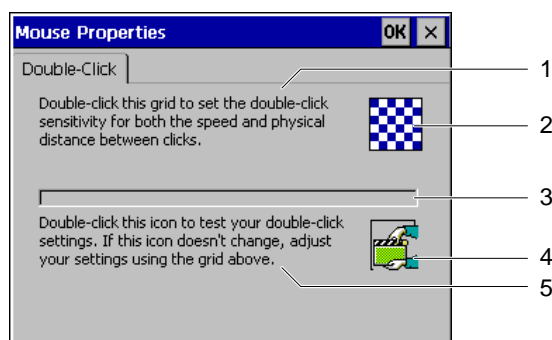 Mouse Properties OK ×
Double-Click
1
Double-click this grid to set the double-click
sensitivity for both the speed and physical
distance between clicks.
2
3
Double-click this icon to test your double-click
settings. If this icon doesn't change, adjust
your settings using the grid above.
4
5